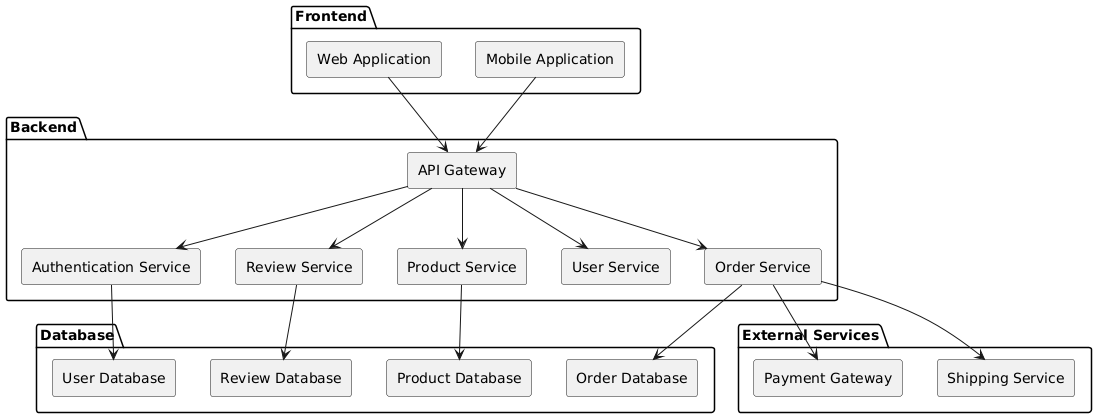 Frontend
Web Application
Mobile Application
Backend
API Gateway
Authentication Service
Review Service
Product Service
User Service
Order Service
Database
External Services
User Database
Review Database
Product Database
Order Database
Payment Gateway
Shipping Service